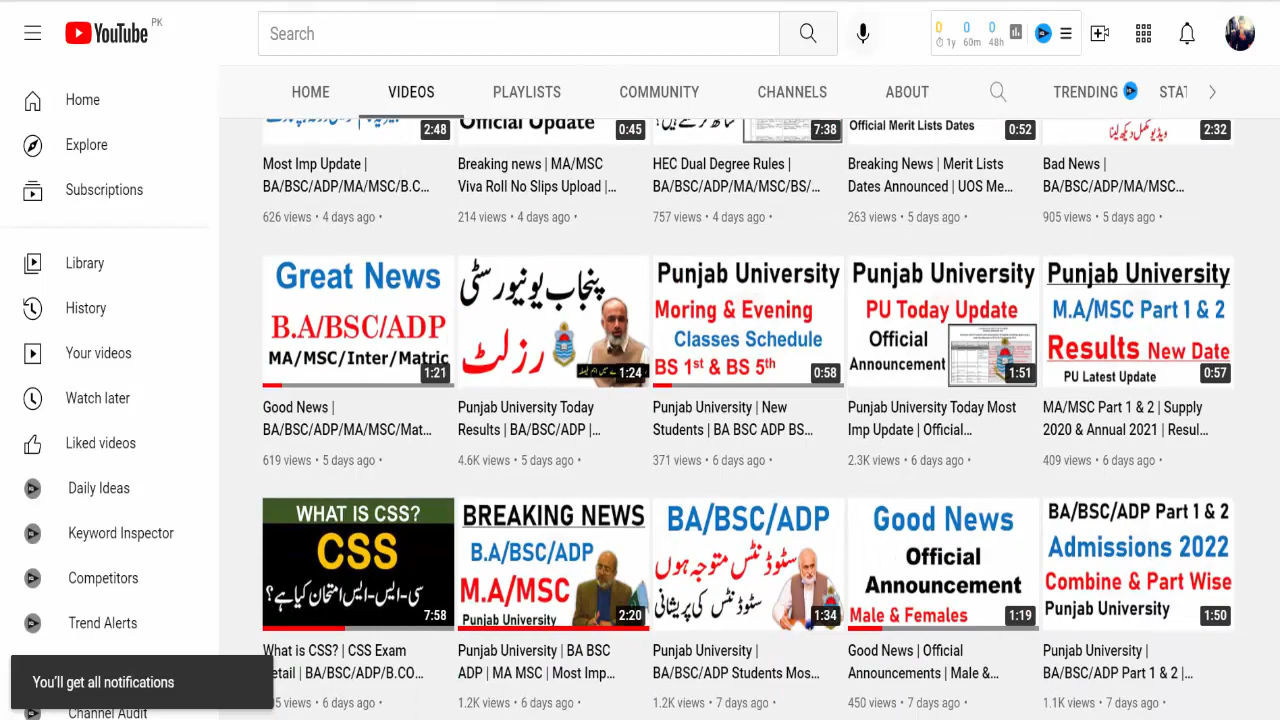 YouTube PK
Search
0 0 0
1y 60m 48h
HOME VIDEOS PLAYLISTS COMMUNITY CHANNELS ABOUT TRENDING STAT
Home
Explore
Subscriptions
Library
History
Your videos
Watch later
Liked videos
Daily Ideas
Keyword Inspector
Competitors
Trend Alerts
Channel Audit
You'll get all notifications
2:48
Most Imp Update |
BA/BSC/ADP/MA/MSC/B.C...
626 views • 4 days ago •
Official Update
0:45
Breaking news | MA/MSC
Viva Roll No Slips Upload |...
214 views • 4 days ago •
7:38
HEC Dual Degree Rules |
BA/BSC/ADP/MA/MSC/BS/...
757 views • 4 days ago •
Official Merit Lists Dates
0:52
Breaking News | Merit Lists
Dates Announced | UOS Me...
263 views • 5 days ago •
ویڈیو مکمل دیکھ لینا
2:32
Bad News |
BA/BSC/ADP/MA/MSC...
905 views • 5 days ago •
Great News
B.A/BSC/ADP
MA/MSC/Inter/Matric
1:21
Good News |
BA/BSC/ADP/MA/MSC/Mat...
619 views • 5 days ago •
پنجاب یونیورسٹی
رزلٹ
1:24
Punjab University Today
Results | BA/BSC/ADP |...
4.6K views • 5 days ago •
Punjab University
Moring & Evening
Classes Schedule
BS 1st & BS 5th
0:58
Punjab University | New
Students | BA BSC ADP BS...
371 views • 6 days ago •
Punjab University
PU Today Update
Official
Announcement
1:51
Punjab University Today Most
Imp Update | Official...
2.3K views • 6 days ago •
Punjab University
M.A/MSC Part 1 & 2
Results New Date
PU Latest Update
0:57
MA/MSC Part 1 & 2 | Supply
2020 & Annual 2021 | Resul...
409 views • 6 days ago •
WHAT IS CSS?
CSS
سی-ایس-ایس امتحان کیا ہے؟
7:58
What is CSS? | CSS Exam
etail | BA/BSC/ADP/B.CO...
5 views • 6 days ago •
BREAKING NEWS
B.A/BSC/ADP
M.A/MSC
Punjab University
2:20
Punjab University | BA BSC
ADP | MA MSC | Most Imp...
1.2K views • 6 days ago •
BA/BSC/ADP
سٹوڈنٹس متوجہ ہوں
سٹوڈنٹس کی پریشانی
1:34
Punjab University |
BA/BSC/ADP Students Mos...
1.2K views • 7 days ago •
Good News
Official
Announcement
Male & Females
1:19
Good News | Official
Announcements | Male &...
450 views • 7 days ago •
BA/BSC/ADP Part 1 & 2
Admissions 2022
Combine & Part Wise
Punjab University
1:50
Punjab University |
BA/BSC/ADP Part 1 & 2 |...
1.1K views • 7 days ago •